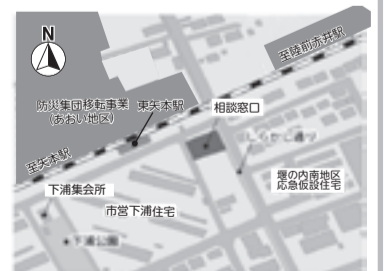 N
至陸前赤井駅
防災集団移転事業
(あおい地区)
東矢本駅
相談窓口
至矢本駅
堰の内南地区
応急仮設住宅
下浦集会所
市営下浦住宅
下浦公園